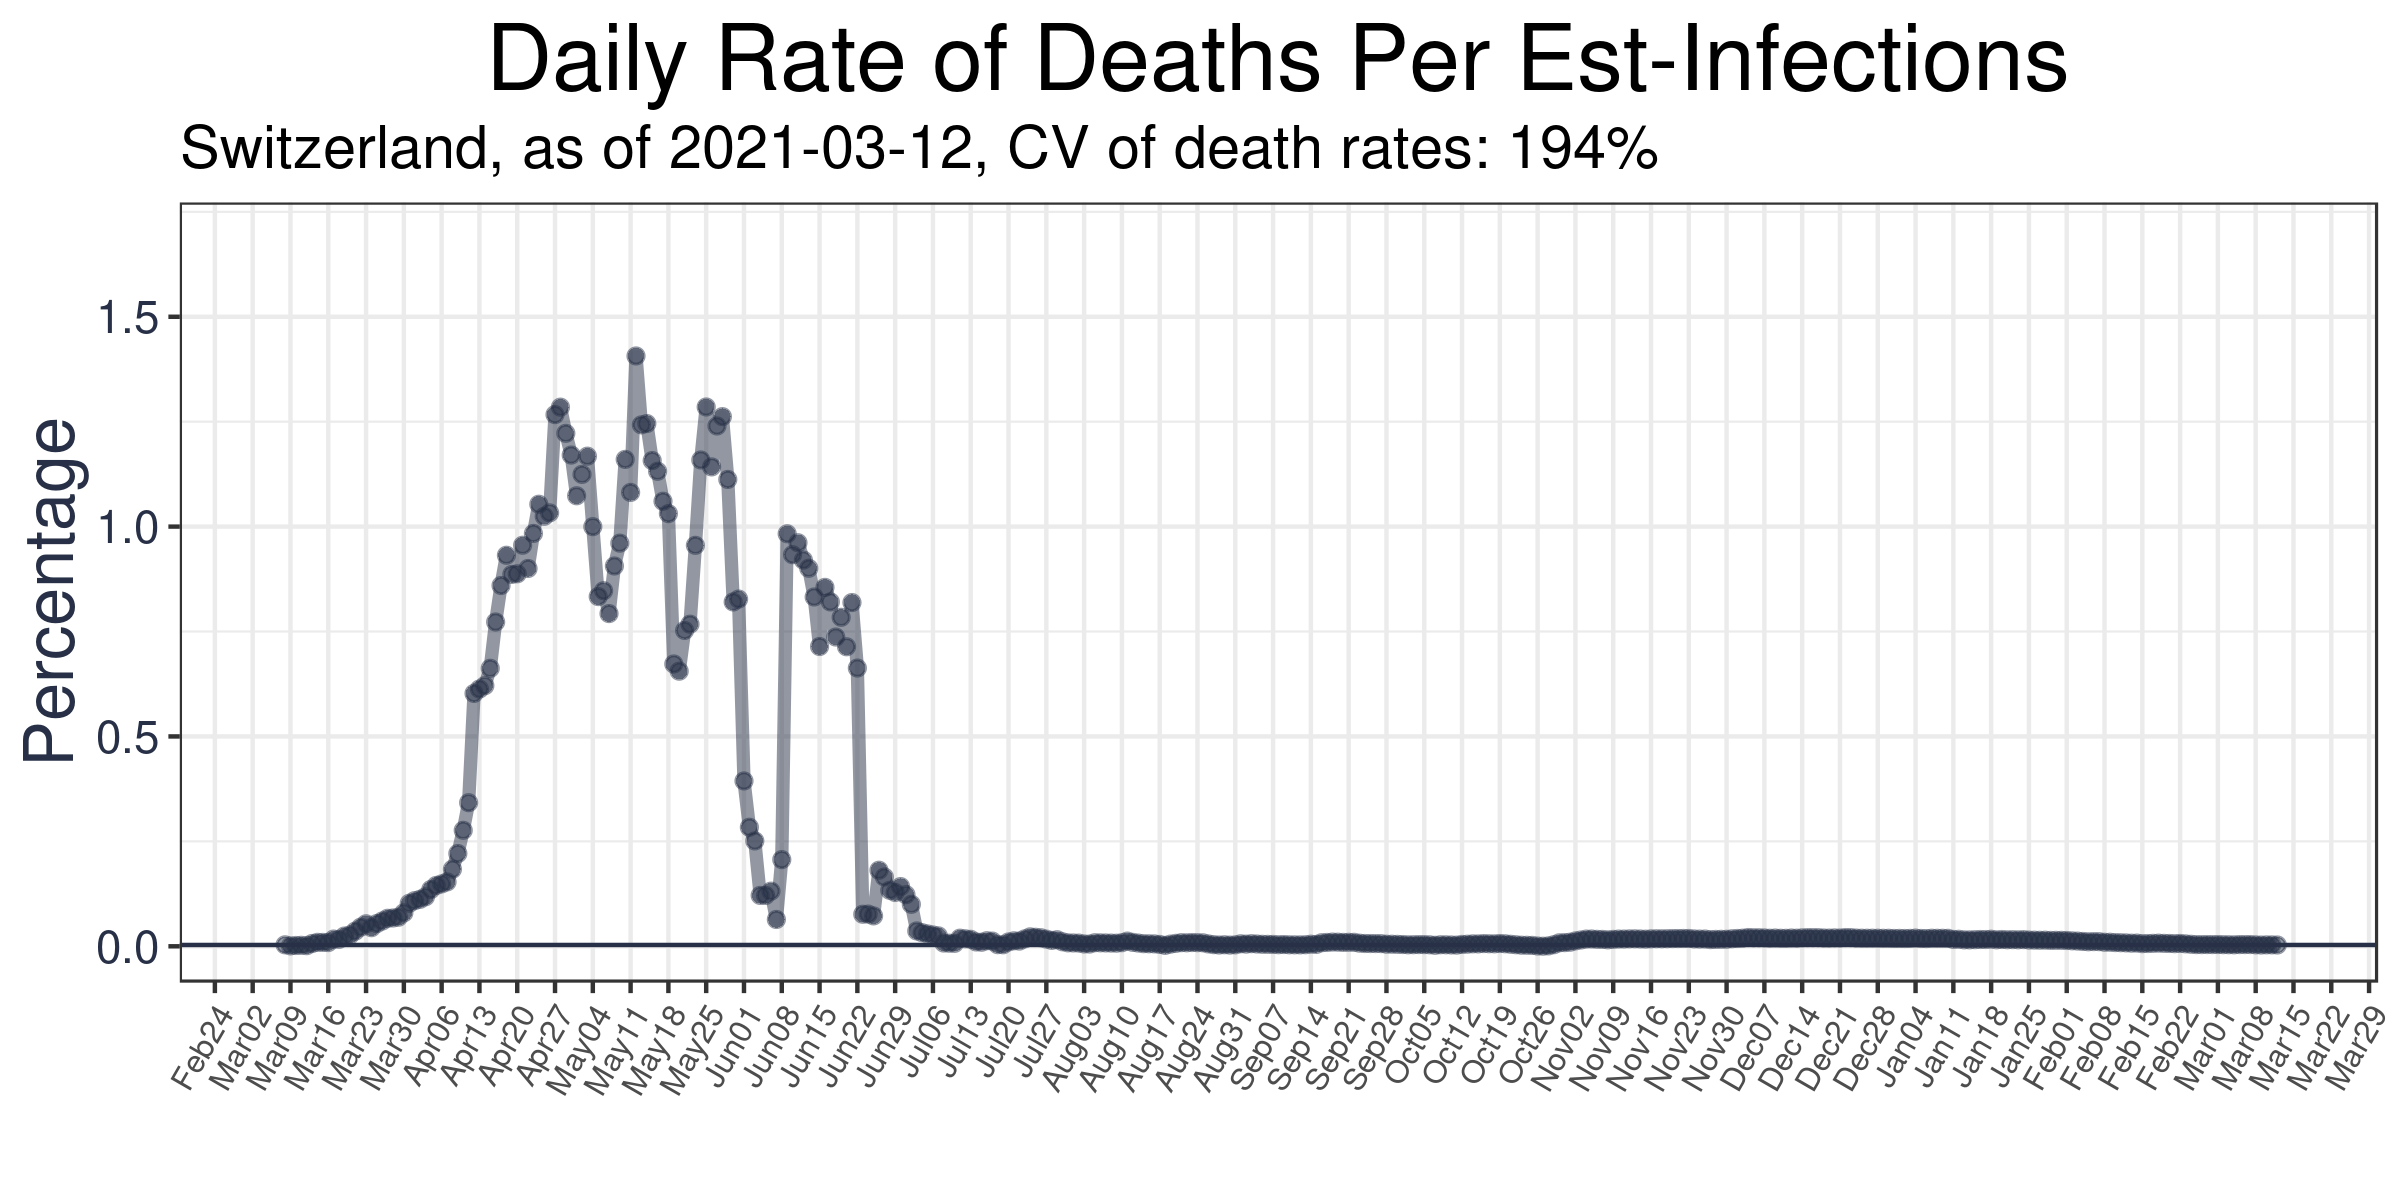 Daily Rate of Deaths Per Est-Infections
Switzerland, as of 2021-03-12, CV of death rates: 194%
Percentage
1.5
1.0
0.5
0.0
Feb24
Mar02
Mar09
Mar16
Mar23
Mar30
Apr06
Apr13
Apr20
Apr27
May04
May11
May18
May25
Jun01
Jun08
Jun15
Jun22
Jun29
Jul06
Jul13
Jul20
Jul27
Aug03
Aug10
Aug17
Aug24
Aug31
Sep07
Sep14
Sep21
Sep28
Oct05
Oct12
Oct19
Oct26
Nov02
Nov09
Nov16
Nov23
Nov30
Dec07
Dec14
Dec21
Dec28
Dec04
Jan11
Jan18
Jan25
Feb01
Feb08
Feb15
Feb22
Mar01
Mar08
Mar15
Mar22
Mar29